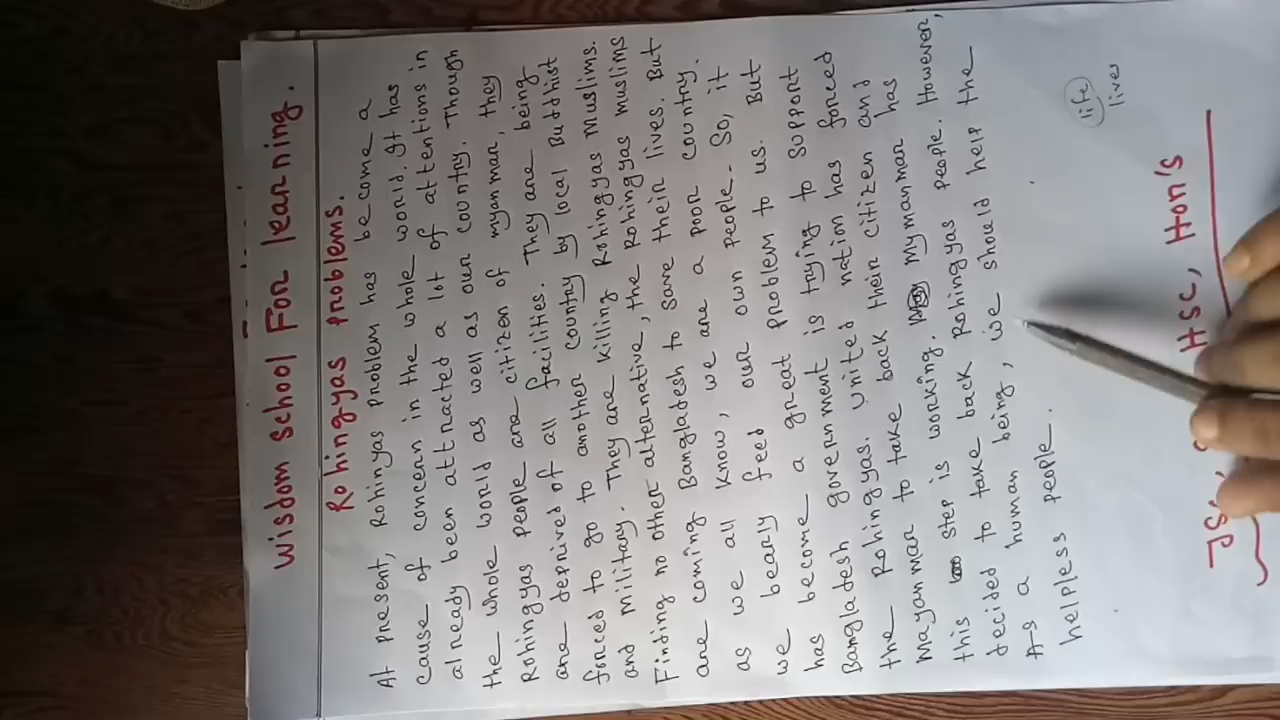 Wisdom school For learning.
Rohingyas problems.
At present, Rohinyas problem has become a
cause of concern in the whole world. It has
already been attracted a lot of attentions in
the whole world as well as our country. Though
Rohingyas people are citizen of myanmar, they
are deprived of all facilities. They are being
forced to go to another country by local Buddhist
and military. They are killing Rohingyas Muslims.
Finding no other alternative, the Rohingyas muslims
are coming Bangladesh to save their lives. But
as we all know, we are a poor country.
we bearly feed our own people. So, it
has become a great problem to us. But
Bangladesh government is trying to support
the Rohingyas. united nation has forced
Mayanmar to take back their citizen and
this step is working. mymanmar has
decided to take back Rohingyas people. However,
As a human being, we should help the
helpless people.
life
lives
JSC, HSC, Hon's